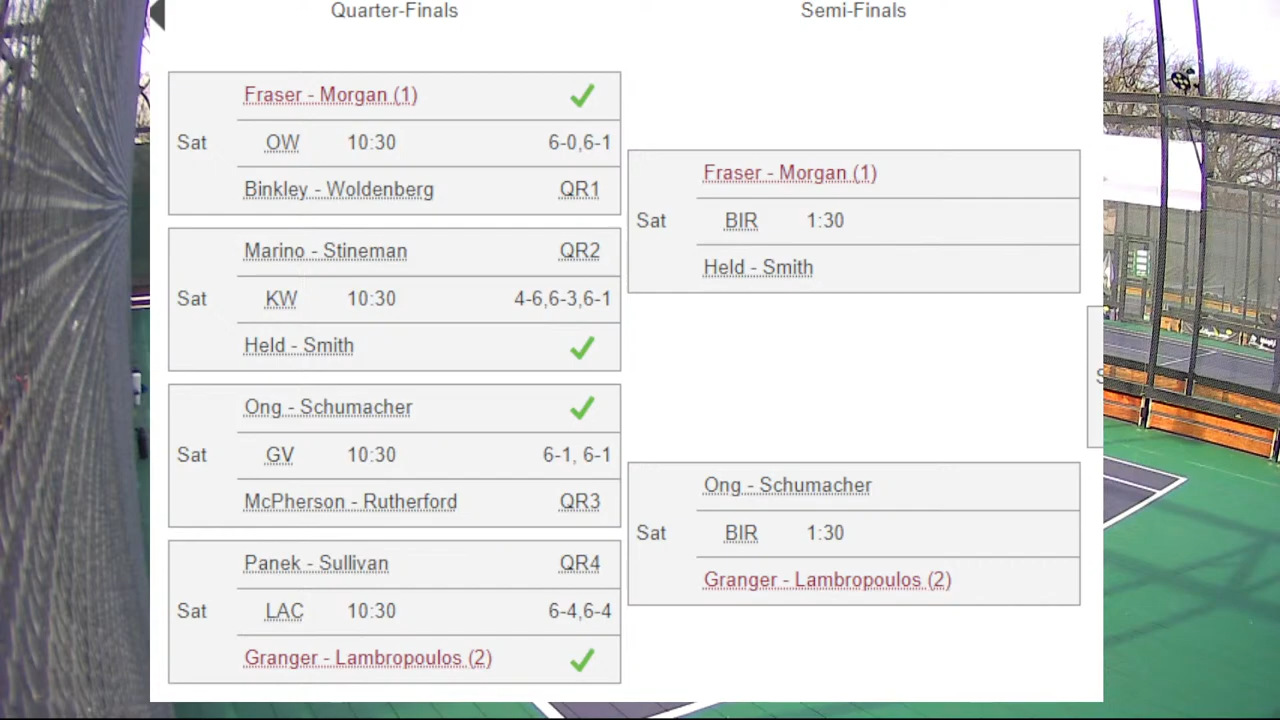 Quarter-Finals
Semi-Finals
Fraser - Morgan (1)
Sat OW 10:30 6-0,6-1
Binkley - Woldenberg QR1
Marino - Stineman QR2
Sat KW 10:30 4-6,6-3,6-1
Held - Smith
Ong - Schumacher
Sat GV 10:30 6-1, 6-1
McPherson - Rutherford QR3
Panek - Sullivan QR4
Sat LAC 10:30 6-4,6-4
Granger - Lambropoulos (2)
Fraser - Morgan (1)
Sat BIR 1:30
Held - Smith
Ong - Schumacher
Sat BIR 1:30
Granger - Lambropoulos (2)